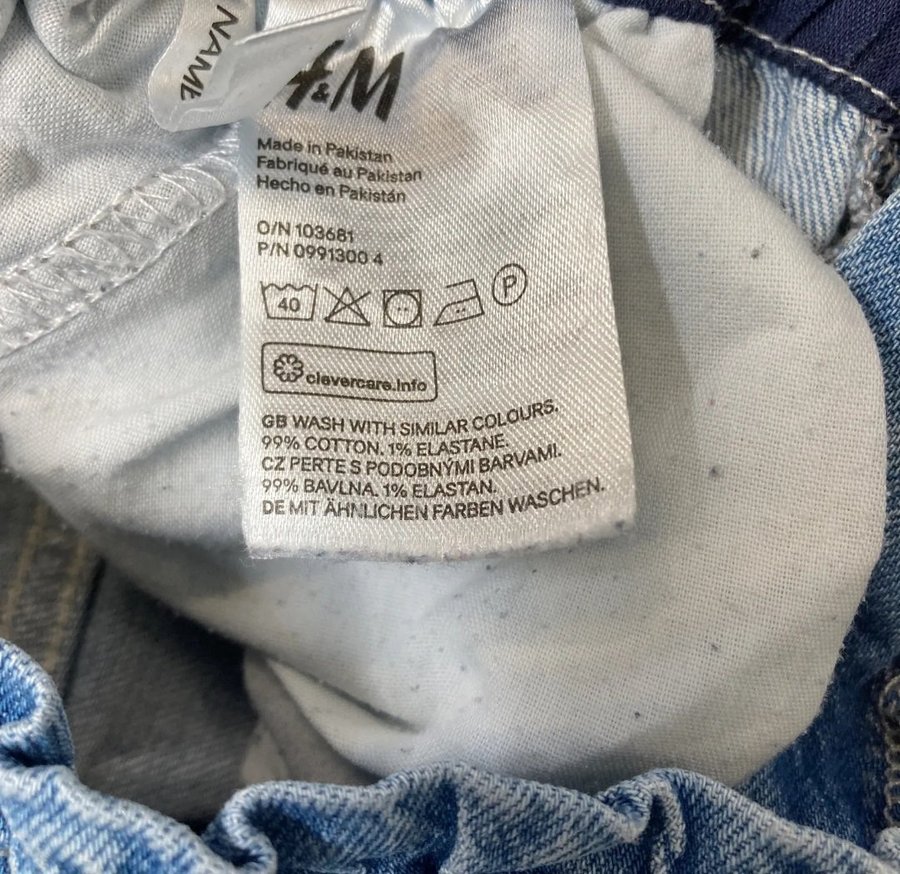 NAME
H&M
Made in Pakistan
Fabriqué au Pakistan
Hecho en Pakistán
O/N 103681
P/N 0991300 4
40 P
clevercare.info
GB WASH WITH SIMILAR COLOURS.
99% COTTON. 1% ELASTANE.
CZ PERTE S PODOBNÝMI BARVAMI.
99% BAVLNA. 1% ELASTAN.
DE MIT ÄHNLICHEN FARBEN WASCHEN.